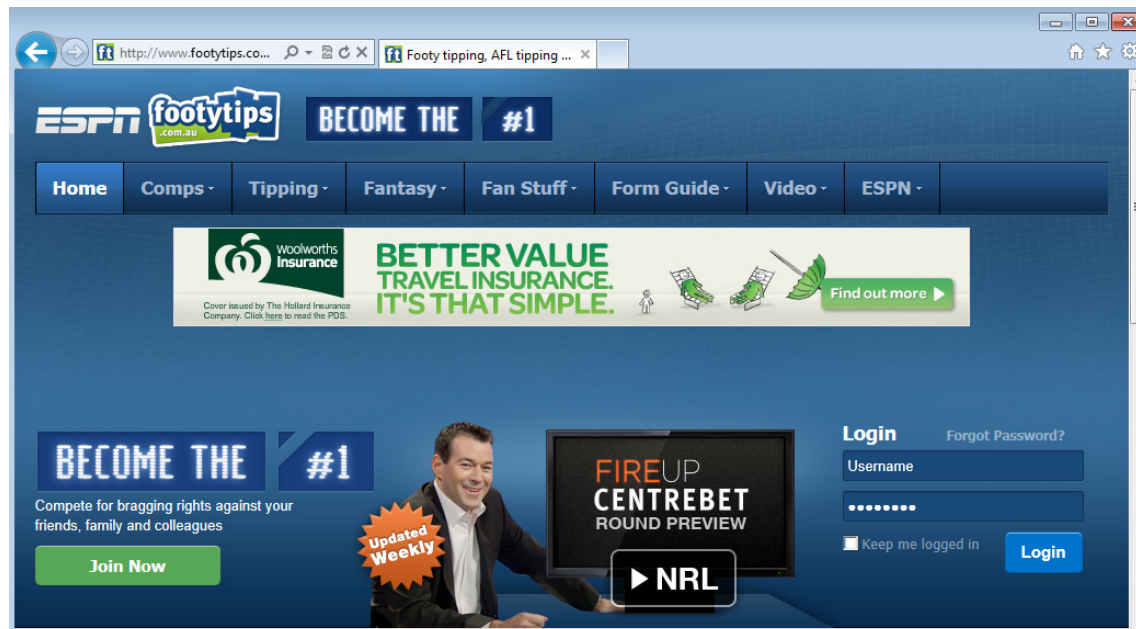 http://www.footytips.co...
Footy tipping, AFL tipping ...
ESPN footytips .com.au BECOME THE #1
Home Comps Tipping Fantasy Fan Stuff Form Guide Video ESPN
woolworths
Insurance
Cover issued by The Hollard Insurance
Company. Click here to read the PDS.
BETTER VALUE
TRAVEL INSURANCE.
IT'S THAT SIMPLE.
Find out more
BECOME THE #1
Compete for bragging rights against your
friends, family and colleagues
Join Now
Updated
Weekly
FIREUP
CENTREBET
ROUND PREVIEW
NRL
Login Forgot Password?
Username
Keep me logged in
Login